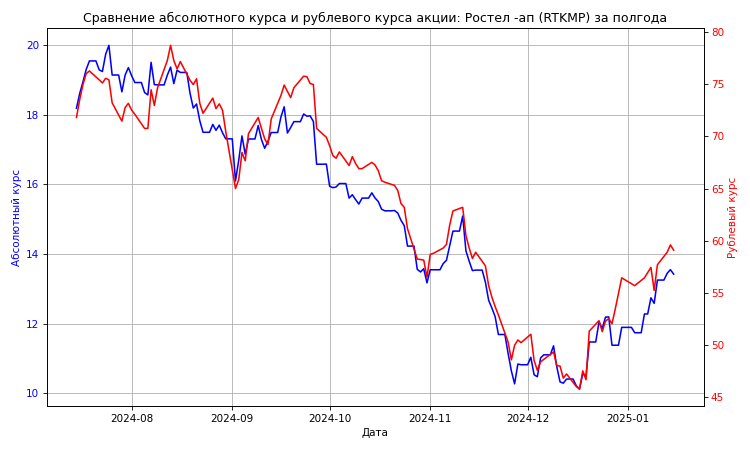 Сравнение абсолютного курса и рублевого курса акции: Ростел -ап (RTKMP) за полгода
Абсолютный курс
20
18
16
14
12
10
80
75
70
65
60
55
50
45
Рублевый курс
2024-08 2024-09 2024-10 2024-11 2024-12 2025-01
Дата